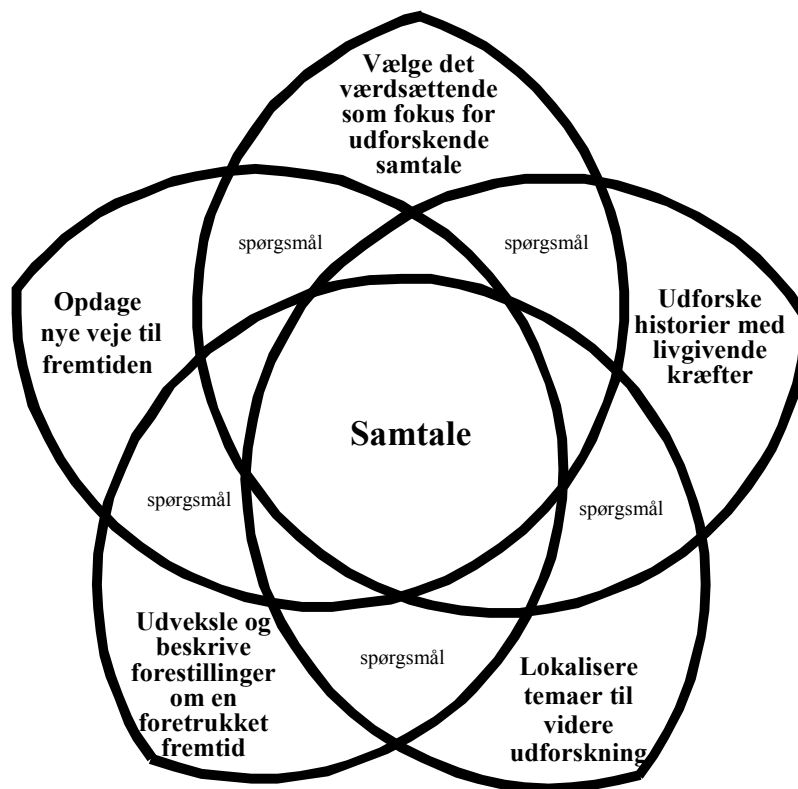 Vælge det
værdsættende
som fokus for
udforskende
samtale
spørgsmål
spørgsmål
Opdage
nye veje til
fremtiden
Udforske
historier med
livgivende
kræfter
Samtale
spørgsmål
spørgsmål
Udveksle og
beskrive
forestillinger
om en
foretrukket
fremtid
spørgsmål
Lokalisere
temaer til
videre
udforskning